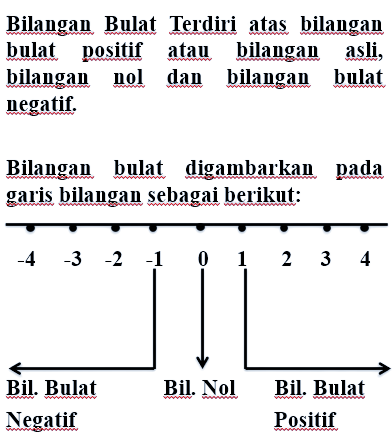 Bilangan Bulat Terdiri atas bilangan
bulat positif atau bilangan asli,
bilangan nol dan bilangan bulat
negatif.
Bilangan bulat digambarkan pada
garis bilangan sebagai berikut:
-4 -3 -2 -1 0 1 2 3 4
Bil. Bulat Bil. Nol Bil. Bulat
Negatif Positif